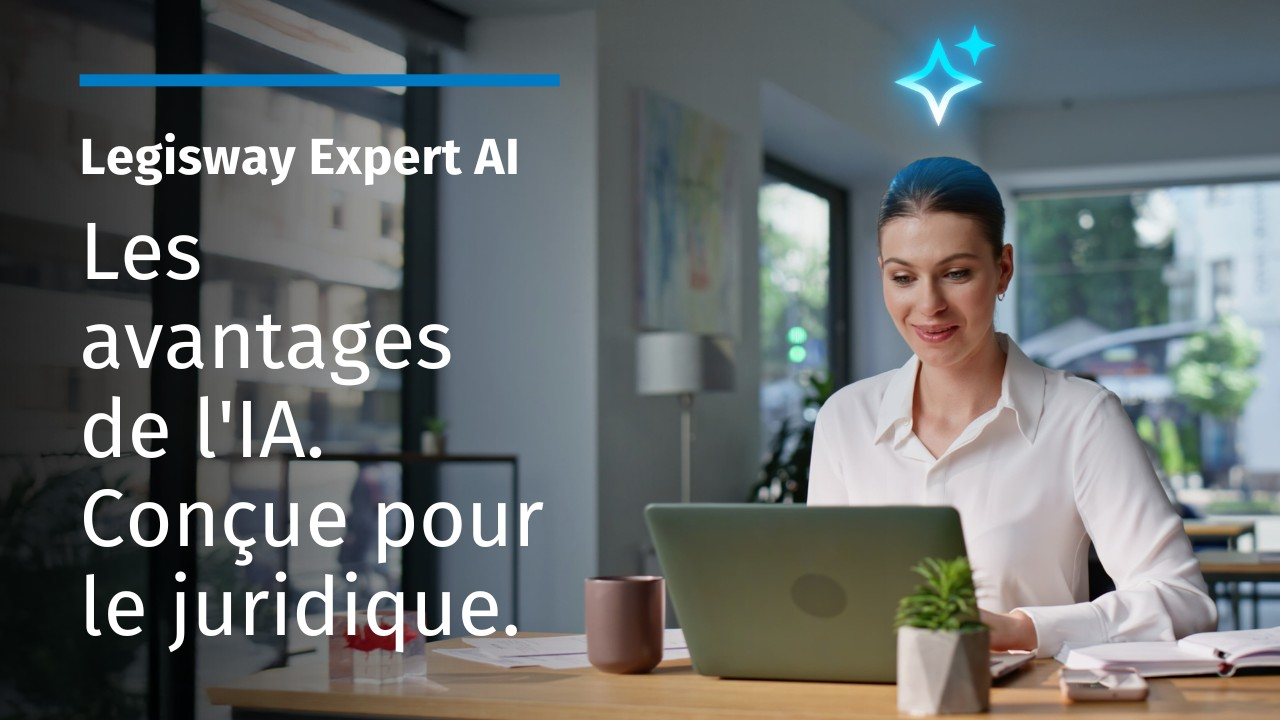 Legisway Expert AI
Les
avantages
de l'IA.
Conçue pour
le juridique.